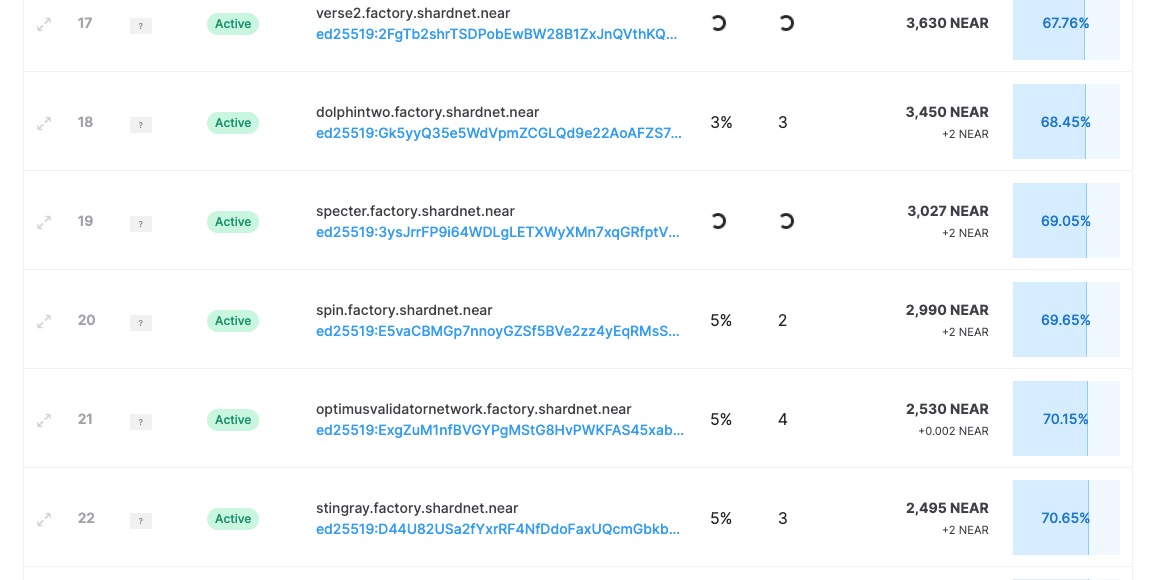 17 ? Active verse2.factory.shardnet.near 3,630 NEAR 67.76%
ed25519:2FgTb2shrTSDPobEwBW28B1ZxJnQVthKQ...
18 ? Active dolphintwo.factory.shardnet.near 3% 3 3,450 NEAR 68.45%
ed25519:Gk5yyQ35e5WdVpmZCGLQd9e22AoAFZS7... +2 NEAR
19 ? Active specter.factory.shardnet.near 3,027 NEAR 69.05%
ed25519:3ysJrrFP9i64WDLgLETXWyXMn7xqGRfptV... +2 NEAR
20 ? Active spin.factory.shardnet.near 5% 2 2,990 NEAR 69.65%
ed25519:E5vaCBMGp7nnoyGZSf5BVe2zz4yEqRMsS... +2 NEAR
21 ? Active optimusvalidatornetwork.factory.shardnet.near 5% 4 2,530 NEAR 70.15%
ed25519:ExgZuM1nfBVGYPgMStG8HvPWKFAS45xab... +0.002 NEAR
22 ? Active stingray.factory.shardnet.near 5% 3 2,495 NEAR 70.65%
ed25519:D44U82USa2fYxrRF4NfDdoFaxUQcmGbkb... +2 NEAR